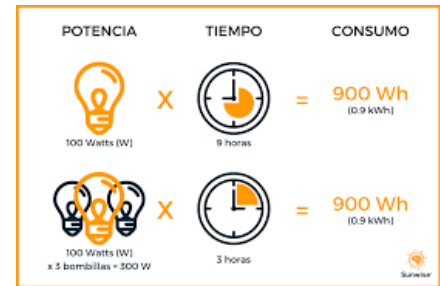 POTENCIA TIEMPO CONSUMO
X = 900 Wh
(0.9 kWh)
100 Watts (W) 9 horas
X = 900 Wh
(0.9 kWh)
100 Watts (W) 3 horas
x 3 bombillas = 300 W
Sunwise